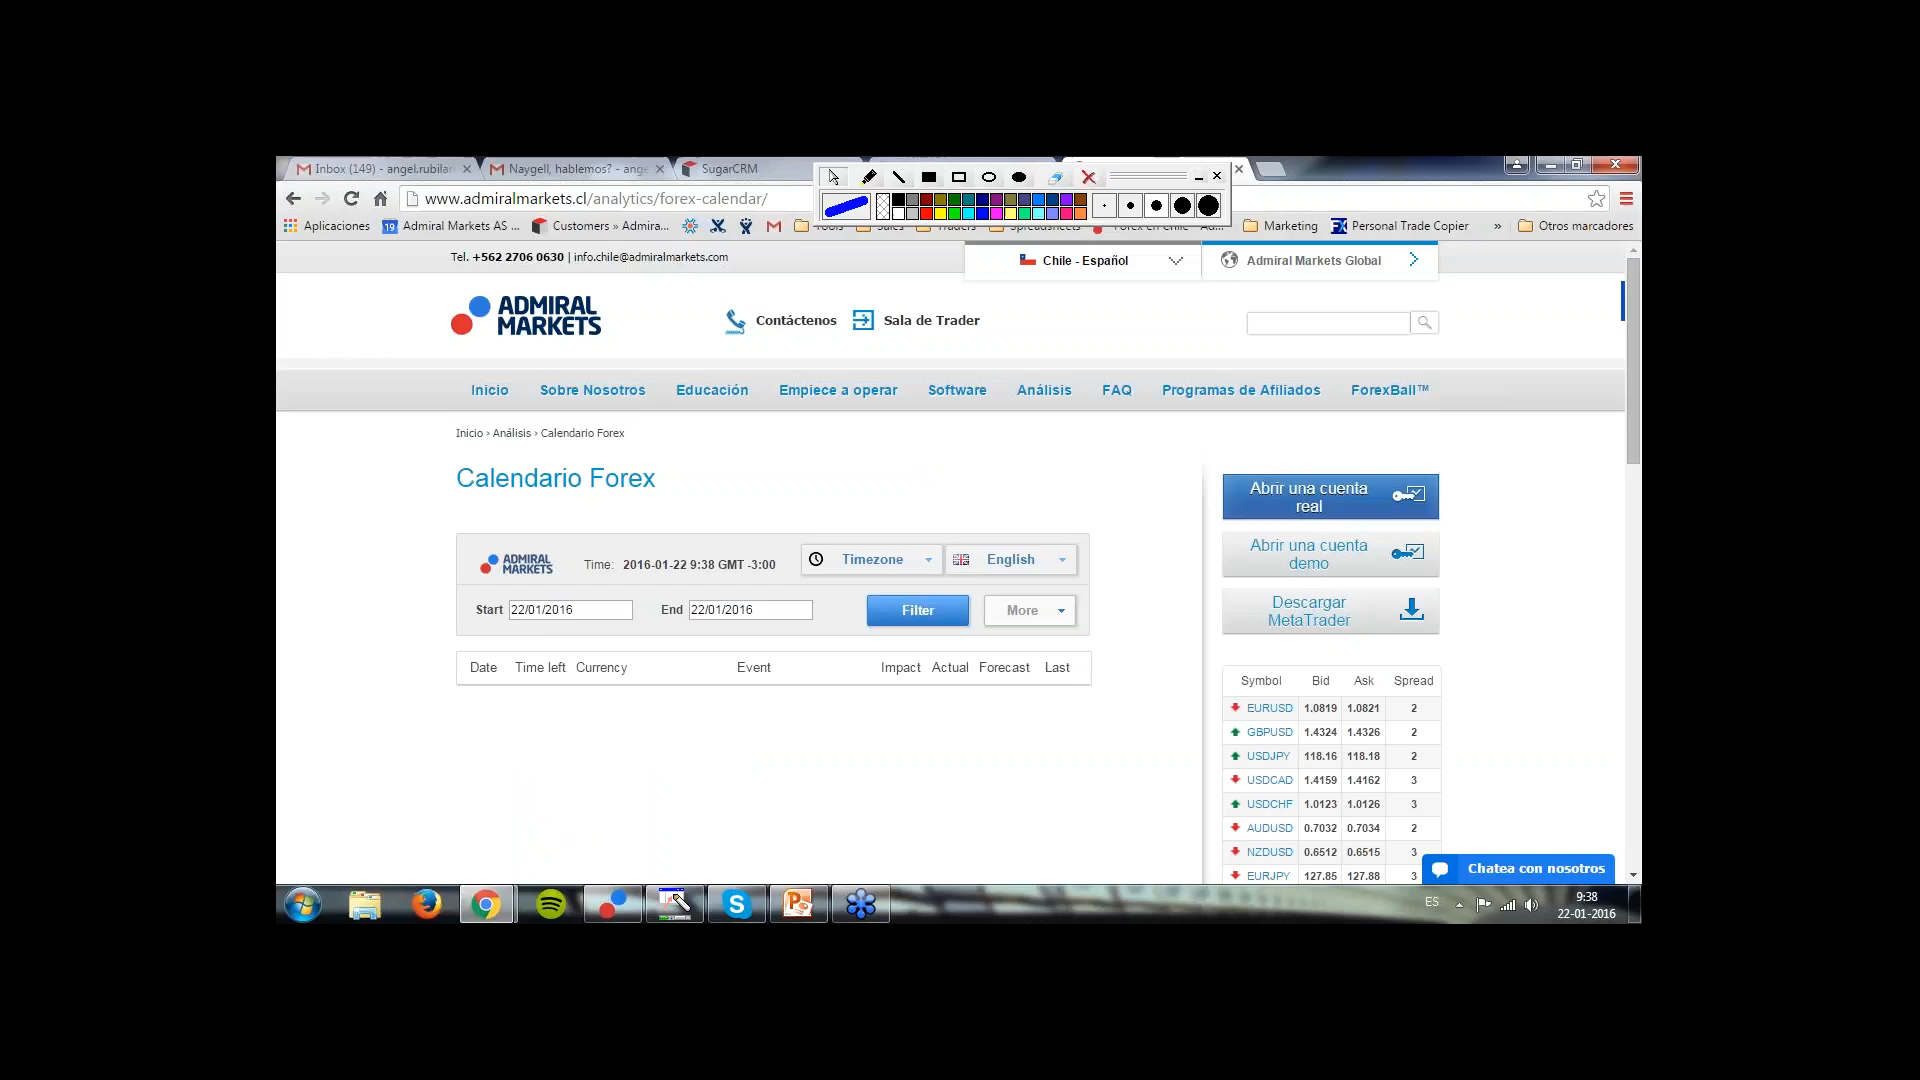 Inbox (149) - angel.rubilar
Naygell, hablemos? - ange
SugarCRM
www.admiralmarkets.cl/analytics/forex-calendar/
Aplicaciones
19 Admiral Markets AS ...
Customers » Admira...
Marketing
Personal Trade Copier
»
Otros marcadores
Tel. +562 2706 0630 | info.chile@admiralmarkets.com
Chile - Español
Admiral Markets Global
ADMIRAL
MARKETS
Contáctenos
Sala de Trader
Inicio Sobre Nosotros Educación Empiece a operar Software Análisis FAQ Programas de Afiliados ForexBall™
Inicio › Análisis › Calendario Forex
Calendario Forex
ADMIRAL
MARKETS
Time: 2016-01-22 9:38 GMT -3:00
Timezone
English
Start 22/01/2016 End 22/01/2016 Filter More
Date Time left Currency Event Impact Actual Forecast Last
Abrir una cuenta
real
Abrir una cuenta
demo
Descargar
MetaTrader
Symbol Bid Ask Spread
EURUSD 1.0819 1.0821 2
GBPUSD 1.4324 1.4326 2
USDJPY 118.16 118.18 2
USDCAD 1.4159 1.4162 3
USDCHF 1.0123 1.0126 3
AUDUSD 0.7032 0.7034 2
NZDUSD 0.6512 0.6515 3
EURJPY 127.85 127.88 3
Chatea con nosotros
ES
9:38
22-01-2016